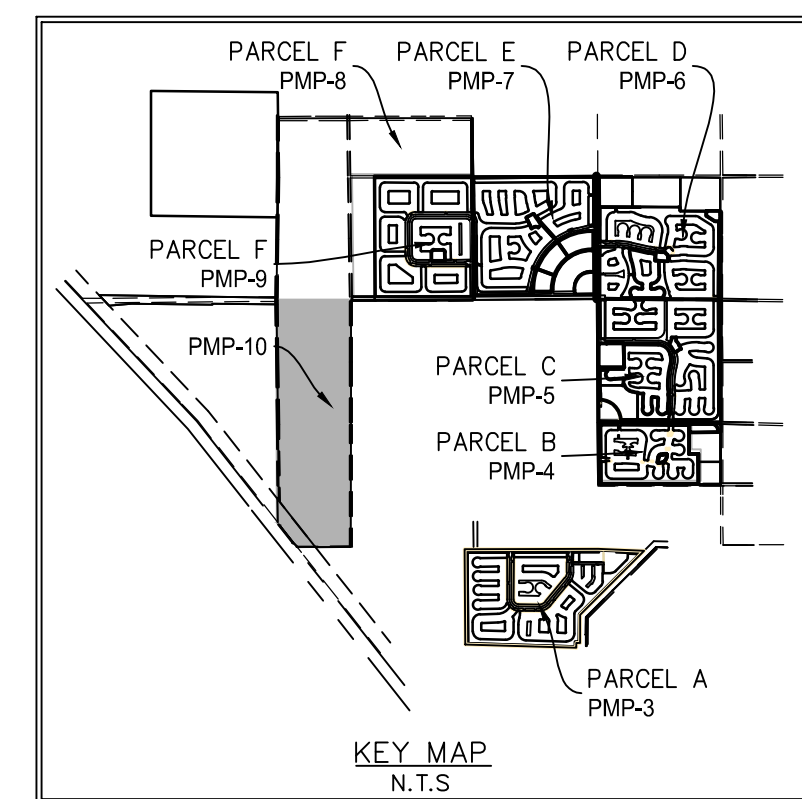 PARCEL F
PMP-8
PARCEL E
PMP-7
PARCEL D
PMP-6
PARCEL F
PMP-9
PMP-10
PARCEL C
PMP-5
PARCEL B
PMP-4
PARCEL A
PMP-3
KEY MAP
N.T.S